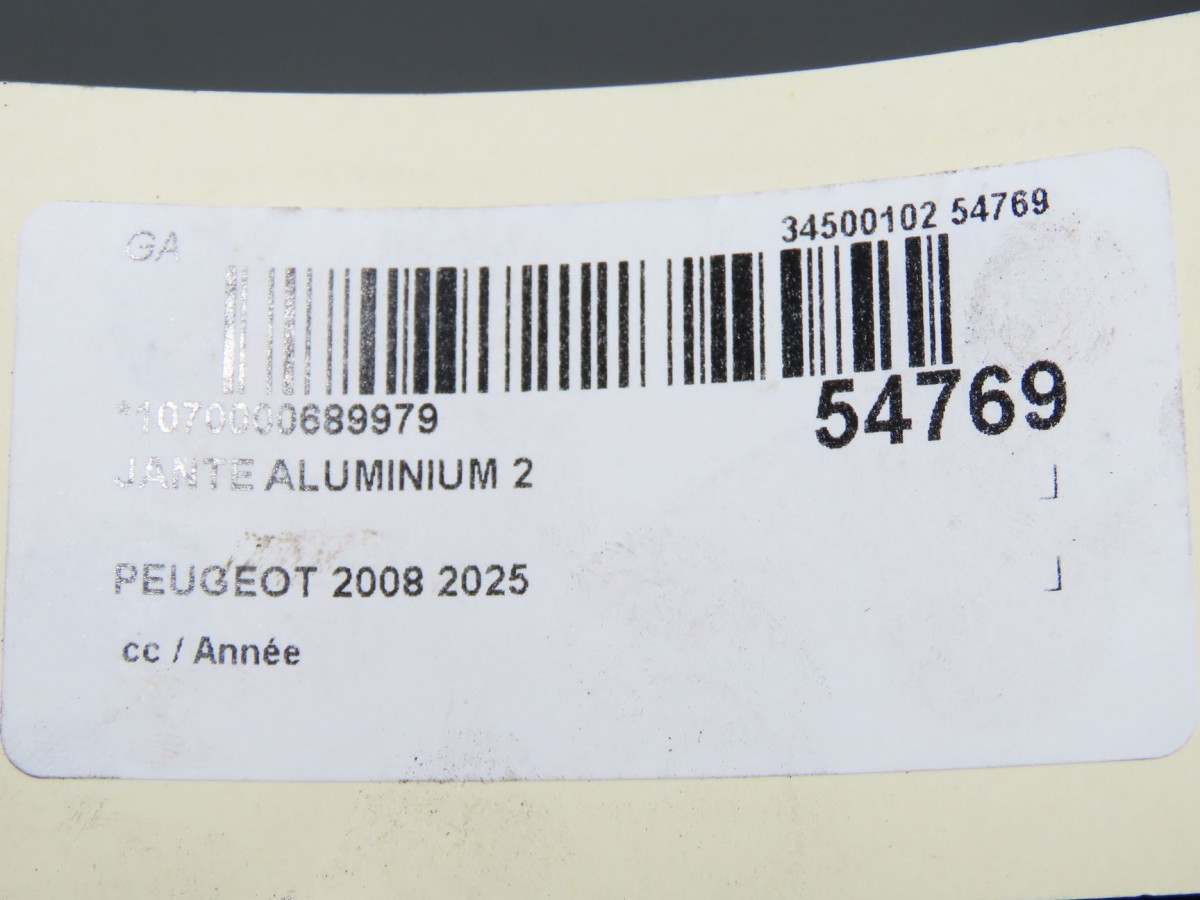 GA
34500102 54769
*1070000689979
54769
JANTE ALUMINIUM 2
PEUGEOT 2008 2025
cc / Année